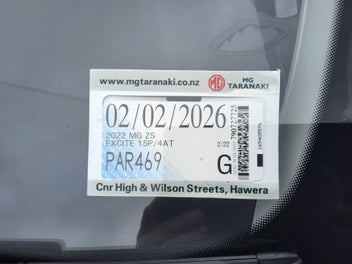 www.mgtaranaki.co.nz
MG
MG
TARANAKI
02/02/2026
2022 MG ZS
EXCITE 1.5P/4AT
2/22
PAR469
G
Cnr High & Wilson Streets, Hawera